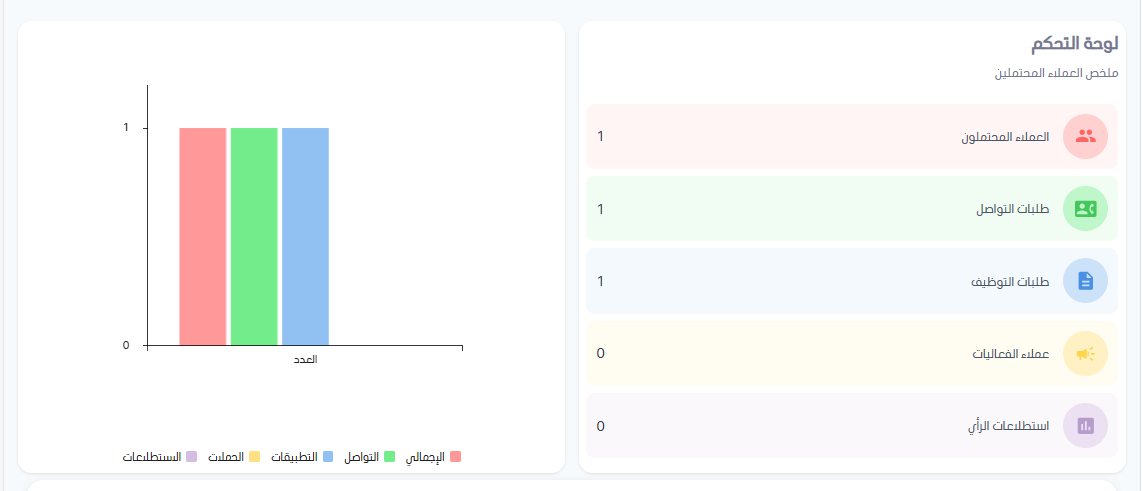 لوحة التحكم
ملخص العملاء المحتملين
العملاء المحتملون 1
طلبات التواصل 1
طلبات التوظيف 1
عملاء الفعاليات 0
استطلاعات الرأي 0
1
0
العدد
الإجمالي التواصل التطبيقات الحملات الاستطلاعات